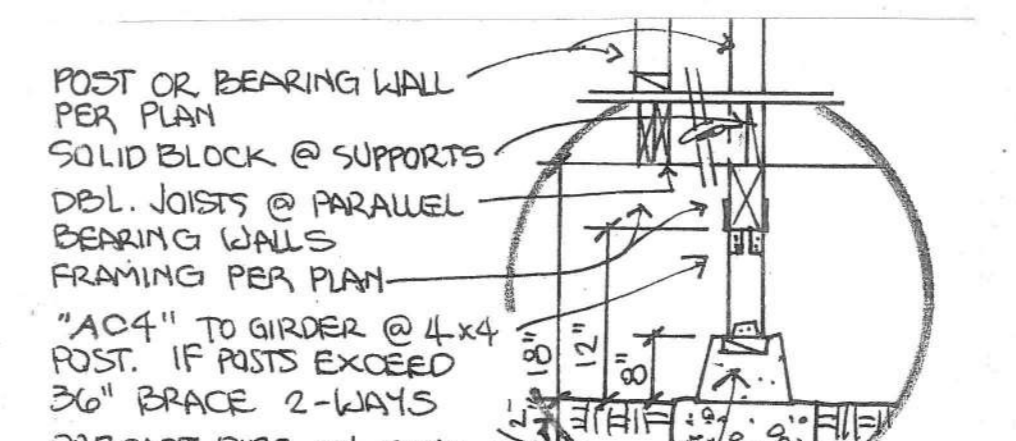 POST OR BEARING WALL
PER PLAN
SOLID BLOCK @ SUPPORTS
DBL. JOISTS @ PARALLEL
BEARING WALLS
FRAMING PER PLAN
"AC4" TO GIRDER @ 4x4
POST. IF POSTS EXCEED
36" BRACE 2-WAYS
18"
12"
8"